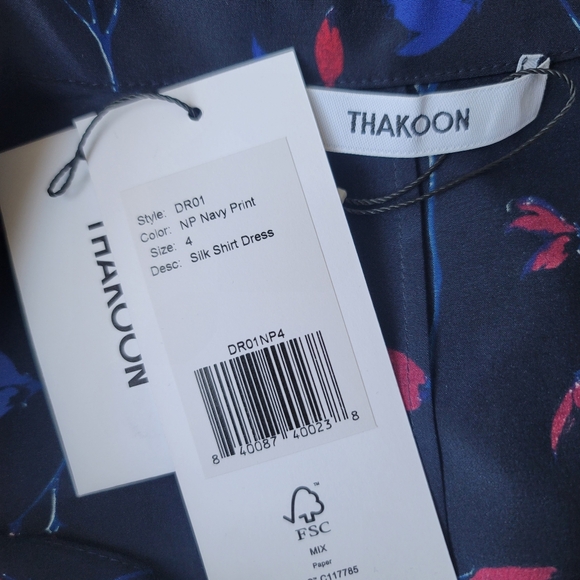 THAKOON
THAKOON
Style: DR01
Color: NP Navy Print
Size: 4
Desc: Silk Shirt Dress
DR01NP4
8 40087 40023 8
FSC
MIX
Paper
C117785